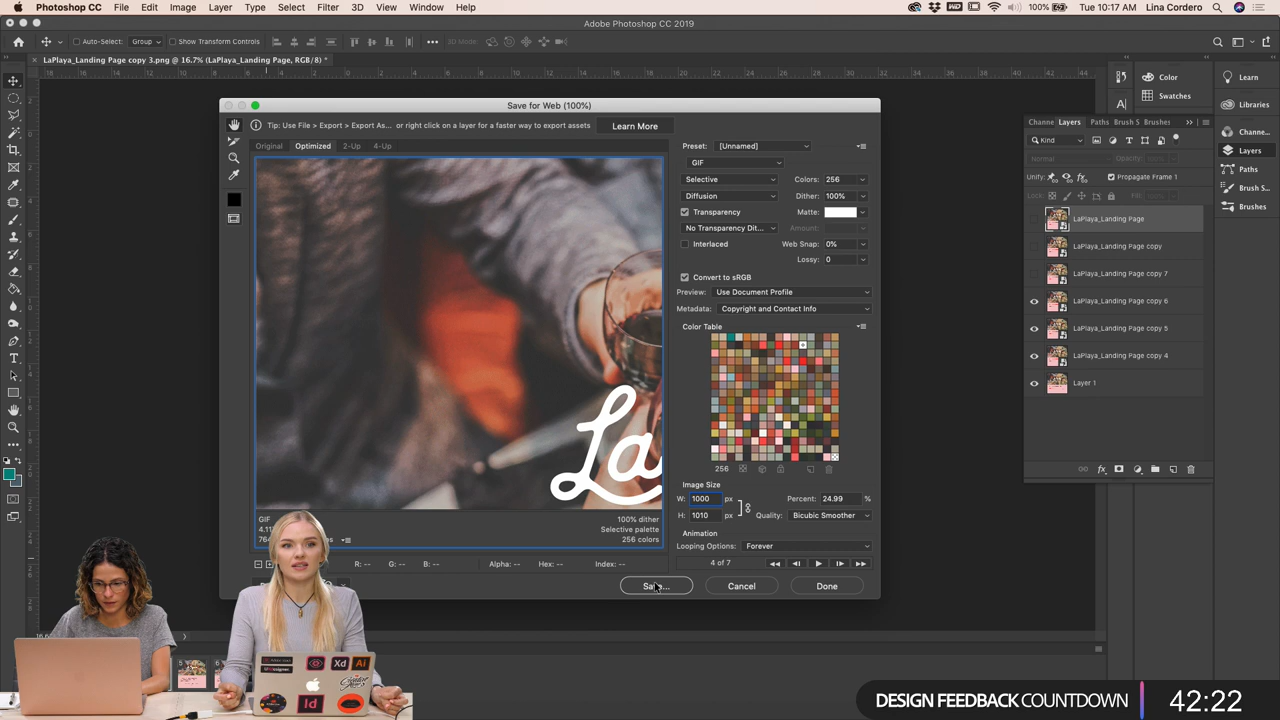 Photoshop CC File Edit Image Layer Type Select Filter 3D View Window Help
100% Tue 10:17 AM Lina Cordero
Adobe Photoshop CC 2019
Auto-Select: Group Show Transform Controls 3D Mode:
LaPlaya_Landing Page copy 3.png @ 16.7% (LaPlaya_Landing Page, RGB/8) *
Save for Web (100%)
Tip: Use File > Export > Export As... or right click on a layer for a faster way to export assets Learn More
Original Optimized 2-Up 4-Up
Preset: [Unnamed]
GIF
Selective Colors: 256
Diffusion Dither: 100%
Transparency Matte:
No Transparency Dit... Amount:
Interlaced Web Snap: 0%
Lossy: 0
Convert to sRGB
Preview: Use Document Profile
Metadata: Copyright and Contact Info
Color Table
256
Image Size
W: 1000 px Percent: 24.99 %
H: 1010 px Quality: Bicubic Smoother
Animation
Looping Options: Forever
4 of 7
La
GIF 100% dither
Selective palette
256 colors
R: -- G: -- B: -- Alpha: -- Hex: -- Index: --
Cancel Done
Color
Swatches
Learn
Libraries
Channe...
Layers
Paths
Brush S...
Brushes
Channe Layers Paths Brush S Brushes
Kind
Normal Opacity:
Unify: Propagate Frame 1
Lock: Fill:
LaPlaya_Landing Page
LaPlaya_Landing Page copy
LaPlaya_Landing Page copy 7
LaPlaya_Landing Page copy 6
LaPlaya_Landing Page copy 5
LaPlaya_Landing Page copy 4
Layer 1
Xd Ai
Id
DESIGN FEEDBACK COUNTDOWN 42:22